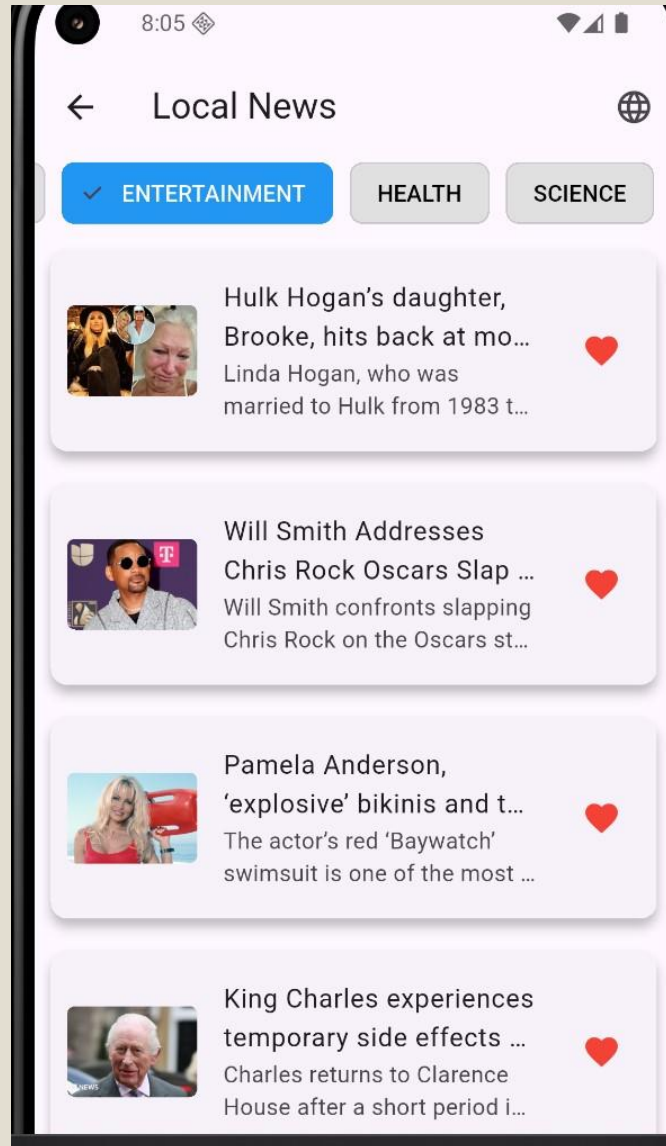 8:05
Local News
ENTERTAINMENT
HEALTH
SCIENCE
Hulk Hogan’s daughter,
Brooke, hits back at mo…
Linda Hogan, who was
married to Hulk from 1983 t…
Will Smith Addresses
Chris Rock Oscars Slap …
Will Smith confronts slapping
Chris Rock on the Oscars st…
T
Pamela Anderson,
‘explosive’ bikinis and t…
The actor’s red ‘Baywatch’
swimsuit is one of the most …
King Charles experiences
temporary side effects …
Charles returns to Clarence
House after a short period i…
NEWS